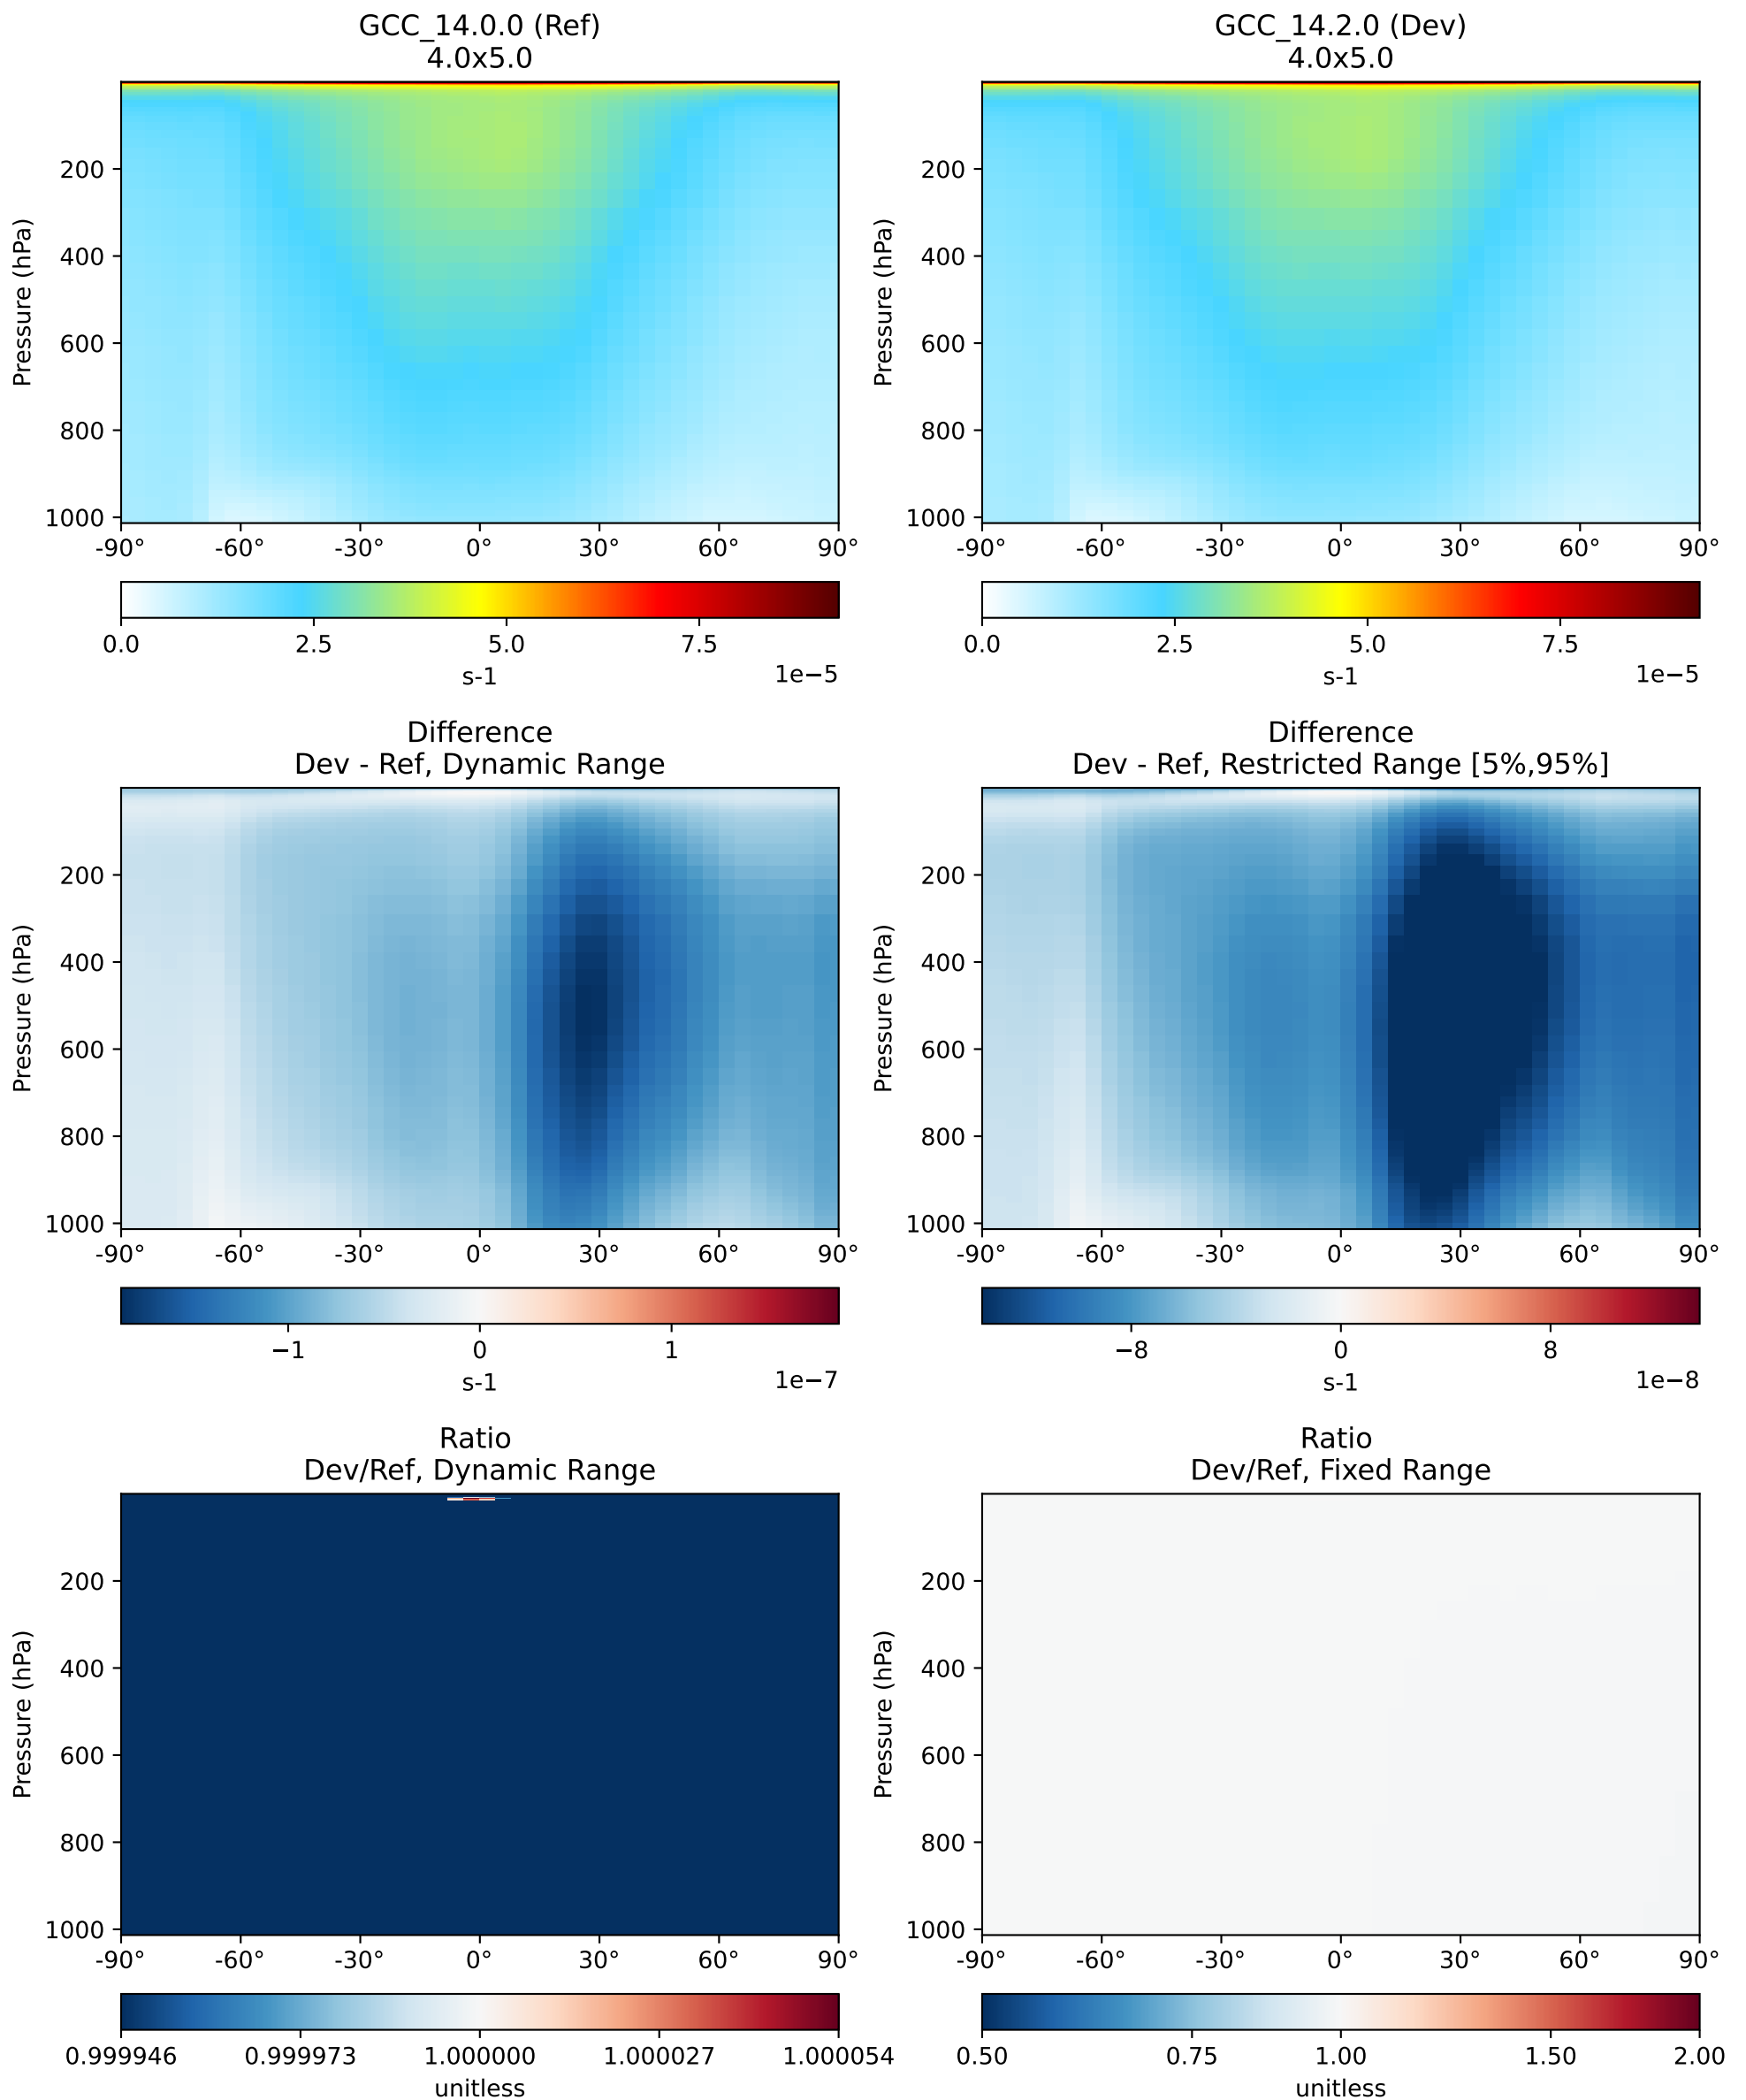 GCC_14.0.0 (Ref)
4.0x5.0
Pressure (hPa)
200
400
600
800
1000
-90° -60° -30° 0° 30° 60° 90°
0.0 2.5 5.0 7.5
s-1 1e−5
GCC_14.2.0 (Dev)
4.0x5.0
Pressure (hPa)
200
400
600
800
1000
-90° -60° -30° 0° 30° 60° 90°
0.0 2.5 5.0 7.5
s-1 1e−5
Difference
Dev - Ref, Dynamic Range
Pressure (hPa)
200
400
600
800
1000
-90° -60° -30° 0° 30° 60° 90°
−1 0 1
s-1 1e−7
Difference
Dev - Ref, Restricted Range [5%,95%]
Pressure (hPa)
200
400
600
800
1000
-90° -60° -30° 0° 30° 60° 90°
−8 0 8
s-1 1e−8
Ratio
Dev/Ref, Dynamic Range
Pressure (hPa)
200
400
600
800
1000
-90° -60° -30° 0° 30° 60° 90°
0.999946 0.999973 1.000000 1.000027 1.000054
unitless
Ratio
Dev/Ref, Fixed Range
Pressure (hPa)
200
400
600
800
1000
-90° -60° -30° 0° 30° 60° 90°
0.50 0.75 1.00 1.50 2.00
unitless